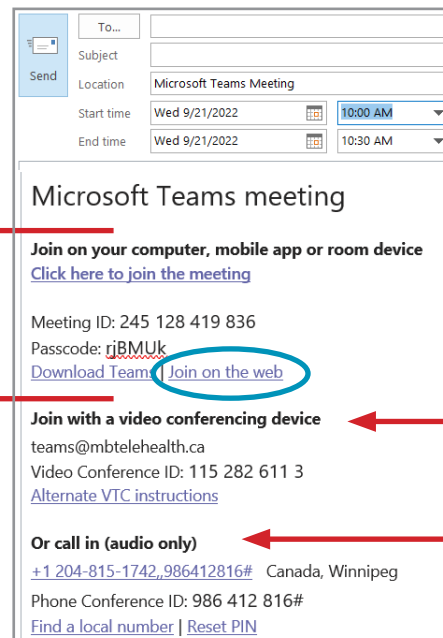 To...
Send
Subject
Location Microsoft Teams Meeting
Start time Wed 9/21/2022 10:00 AM
End time Wed 9/21/2022 10:30 AM
Microsoft Teams meeting
Join on your computer, mobile app or room device
Click here to join the meeting
Meeting ID: 245 128 419 836
Passcode: rjBMUk
Download Teams | Join on the web
Join with a video conferencing device
teams@mbtelehealth.ca
Video Conference ID: 115 282 611 3
Alternate VTC instructions
Or call in (audio only)
+1 204-815-1742,,986412816# Canada, Winnipeg
Phone Conference ID: 986 412 816#
Find a local number | Reset PIN